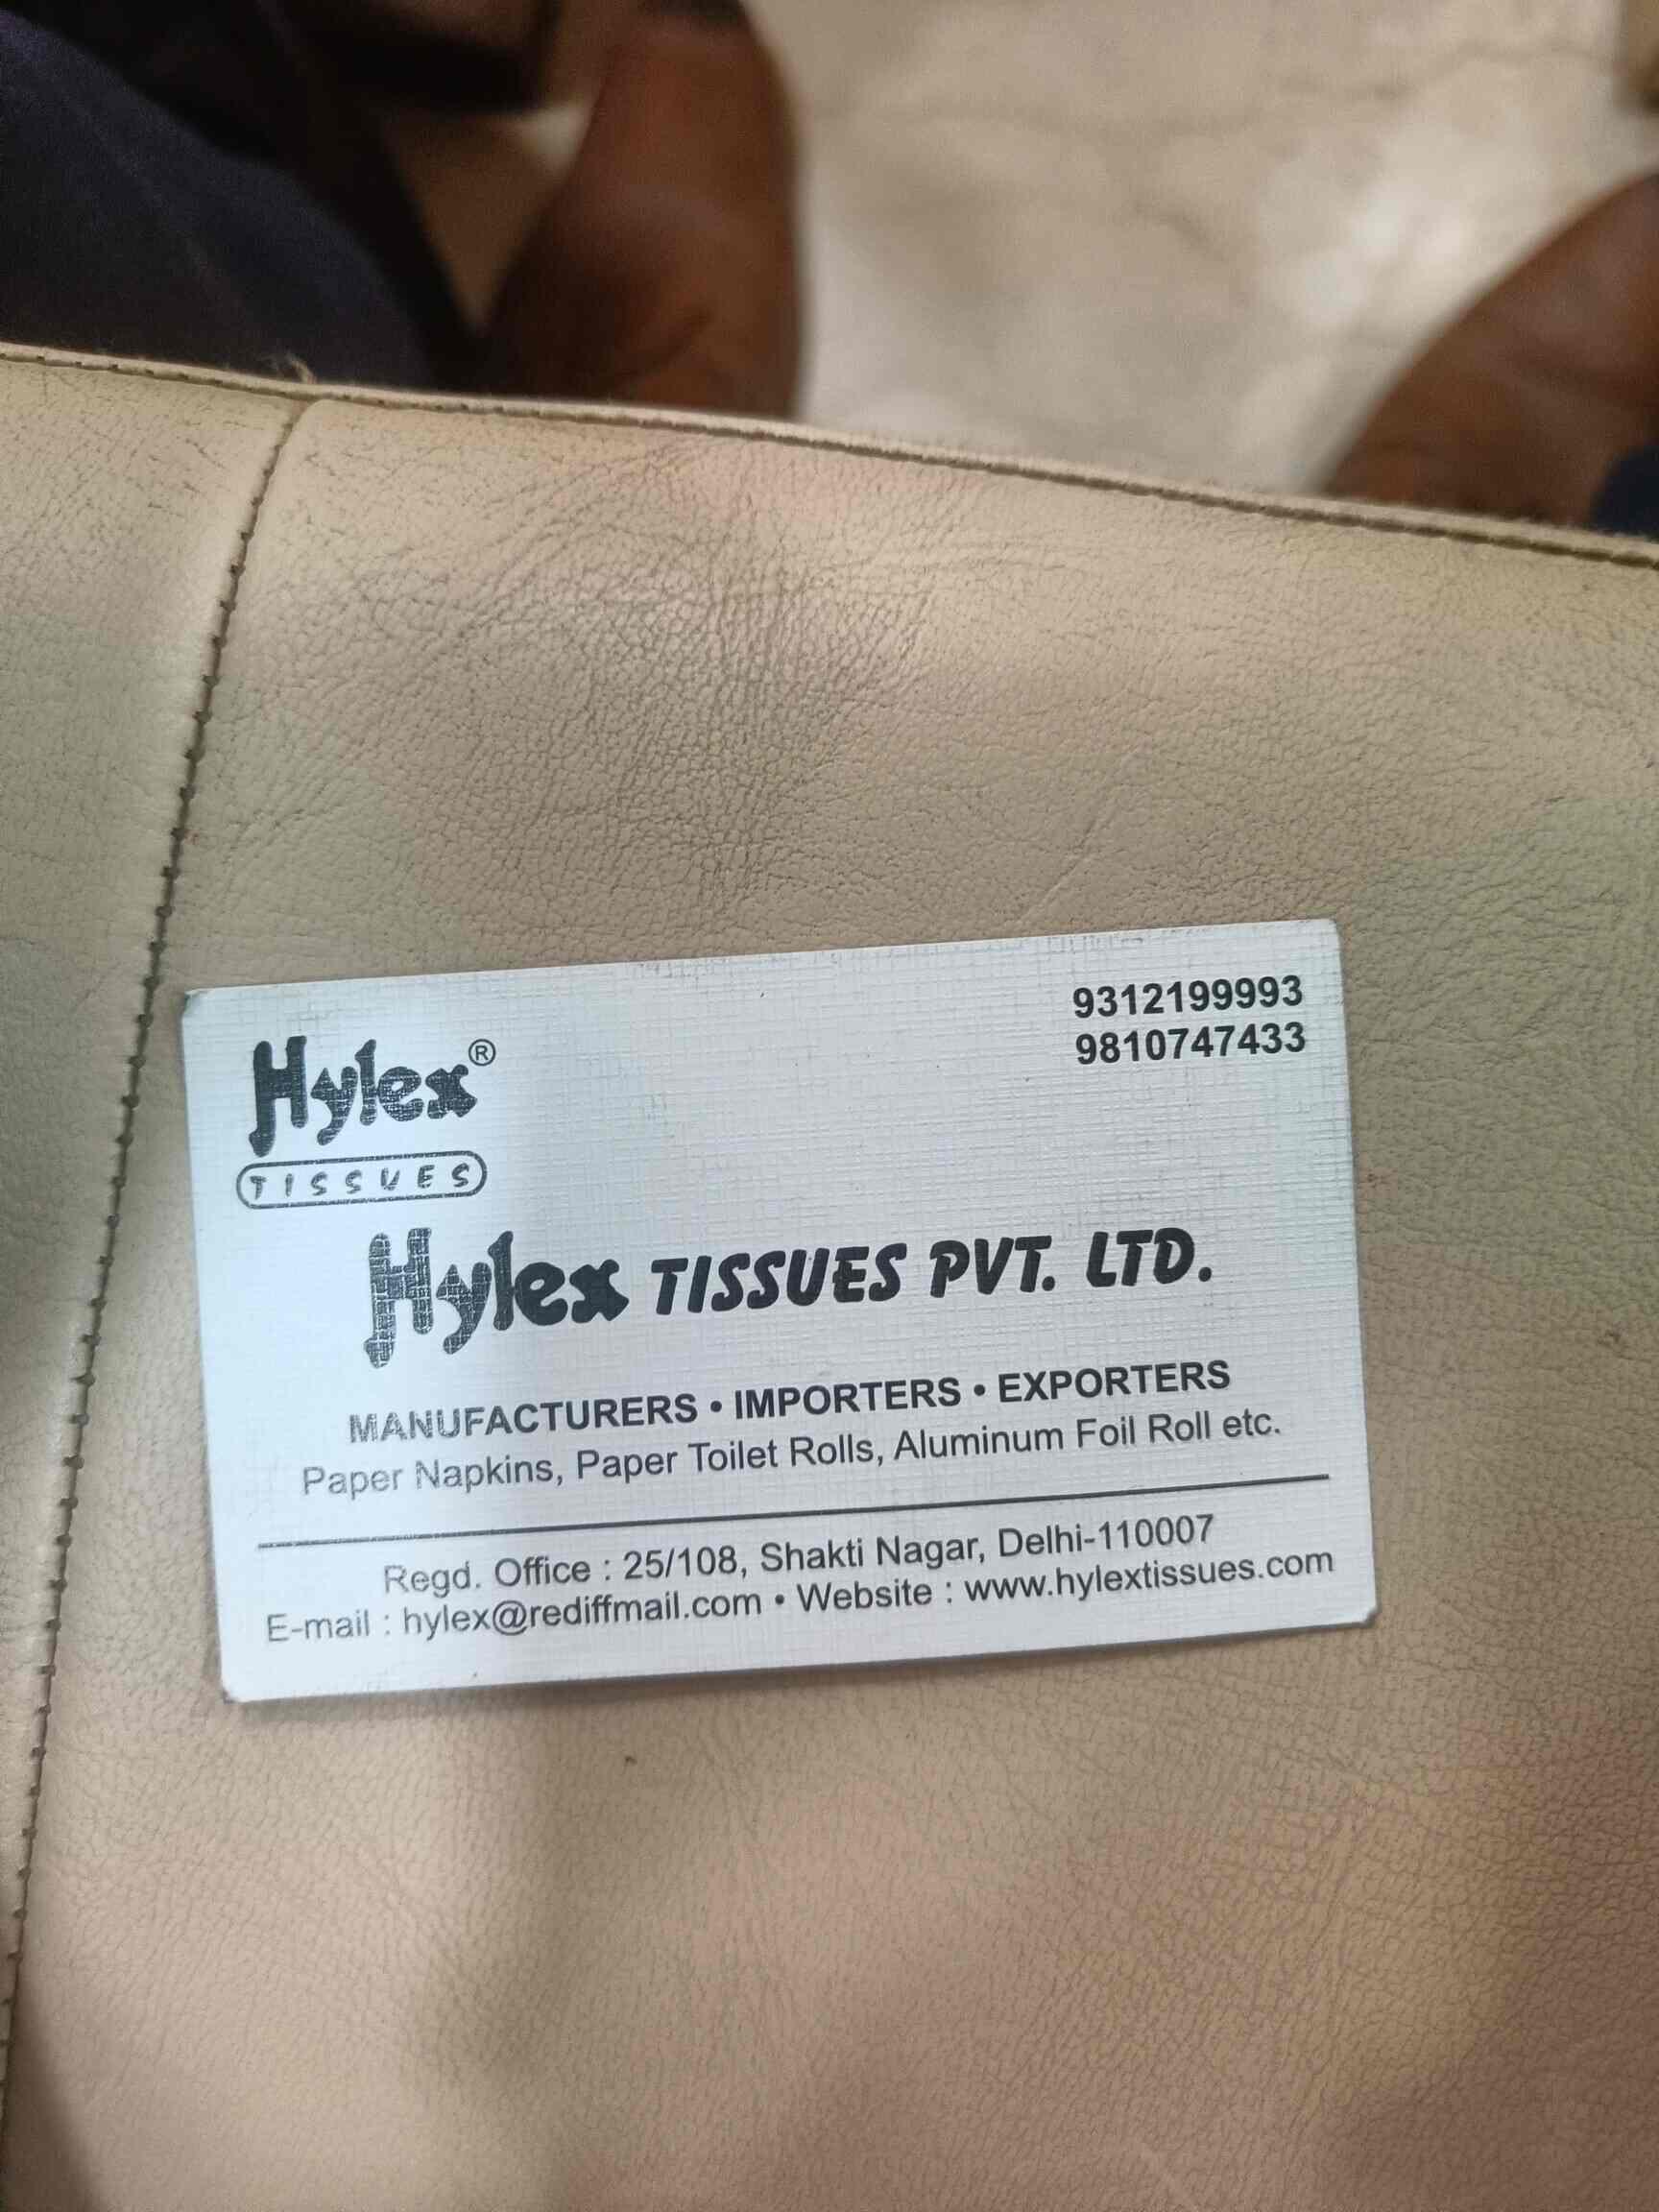 Hylex®
TISSUES
9312199993
9810747433
Hylex TISSUES PVT. LTD.
MANUFACTURERS • IMPORTERS • EXPORTERS
Paper Napkins, Paper Toilet Rolls, Aluminum Foil Roll etc.
Regd. Office : 25/108, Shakti Nagar, Delhi-110007
E-mail : hylex@rediffmail.com • Website : www.hylextissues.com